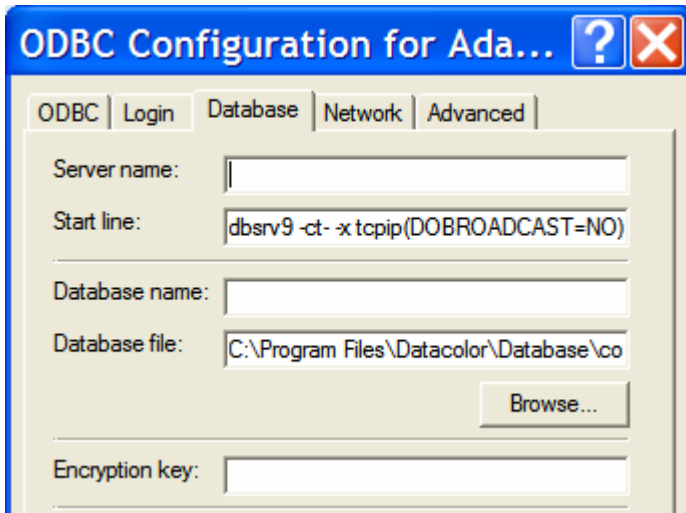 ODBC Configuration for Ada...
ODBC Login Database Network Advanced
Server name:
Start line: dbsrv9 -ct- -x tcpip(DOBROADCAST=NO)
Database name:
Database file: C:\Program Files\Datacolor\Database\co
Browse...
Encryption key: